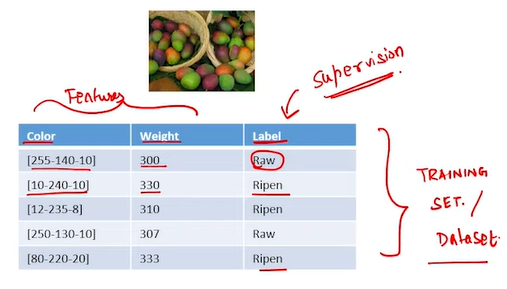 Supervision
Features
Color Weight Label
[255-140-10] 300 Raw
[10-240-10] 330 Ripen
[12-235-8] 310 Ripen
[250-130-10] 307 Raw
[80-220-20] 333 Ripen
TRAINING
SET. /
Dataset.